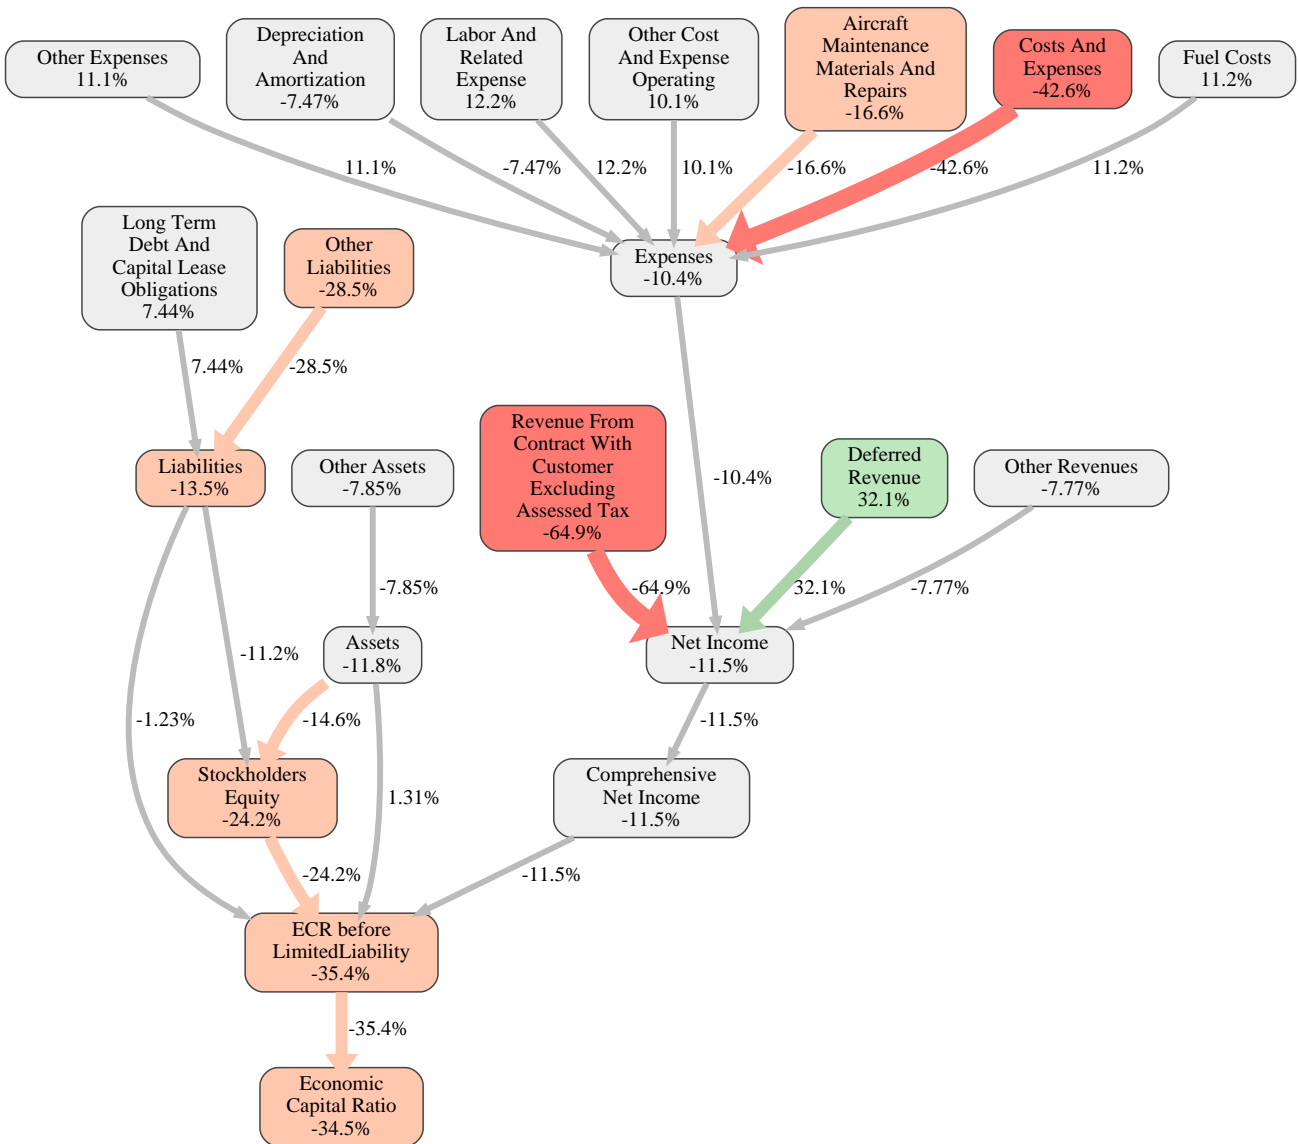 Other Expenses
11.1%
Depreciation
And
Amortization
-7.47%
Labor And
Related
Expense
12.2%
Other Cost
And Expense
Operating
10.1%
Aircraft
Maintenance
Materials And
Repairs
-16.6%
Costs And
Expenses
-42.6%
Fuel Costs
11.2%
11.1%
-7.47%
12.2%
10.1%
-16.6%
-42.6%
11.2%
Long Term
Debt And
Capital Lease
Obligations
7.44%
Other
Liabilities
-28.5%
Expenses
-10.4%
7.44%
-28.5%
Revenue From
Contract With
Customer
Excluding
Assessed Tax
-64.9%
Liabilities
-13.5%
Other Assets
-7.85%
-10.4%
Deferred
Revenue
32.1%
Other Revenues
-7.77%
-7.85%
-64.9%
32.1%
-7.77%
-11.2%
Assets
-11.8%
Net Income
-11.5%
-1.23%
-14.6%
-11.5%
Stockholders
Equity
-24.2%
1.31%
Comprehensive
Net Income
-11.5%
-24.2%
-11.5%
ECR before
LimitedLiability
-35.4%
-35.4%
Economic
Capital Ratio
-34.5%